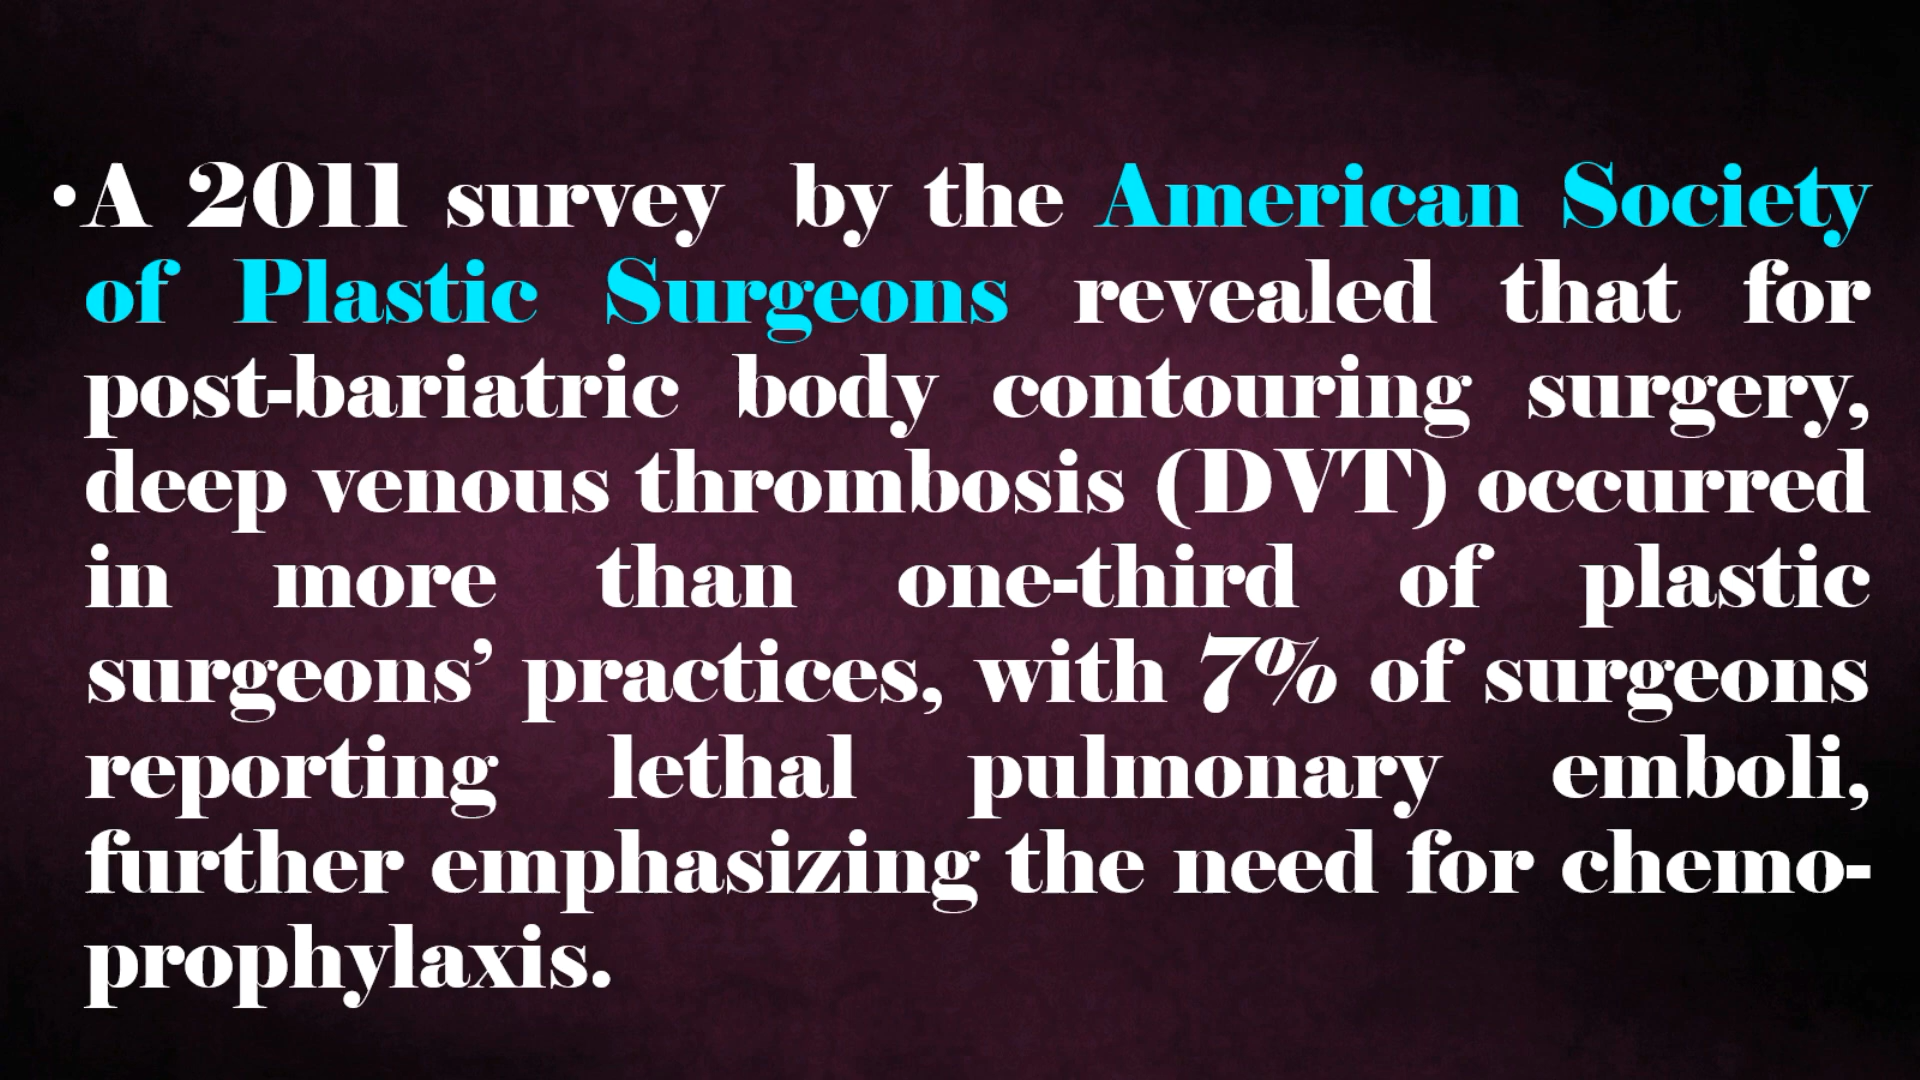 •A 2011 survey by the American Society
of Plastic Surgeons revealed that for
post-bariatric body contouring surgery,
deep venous thrombosis (DVT) occurred
in more than one-third of plastic
surgeons’ practices, with 7% of surgeons
reporting lethal pulmonary emboli,
further emphasizing the need for chemo-
prophylaxis.